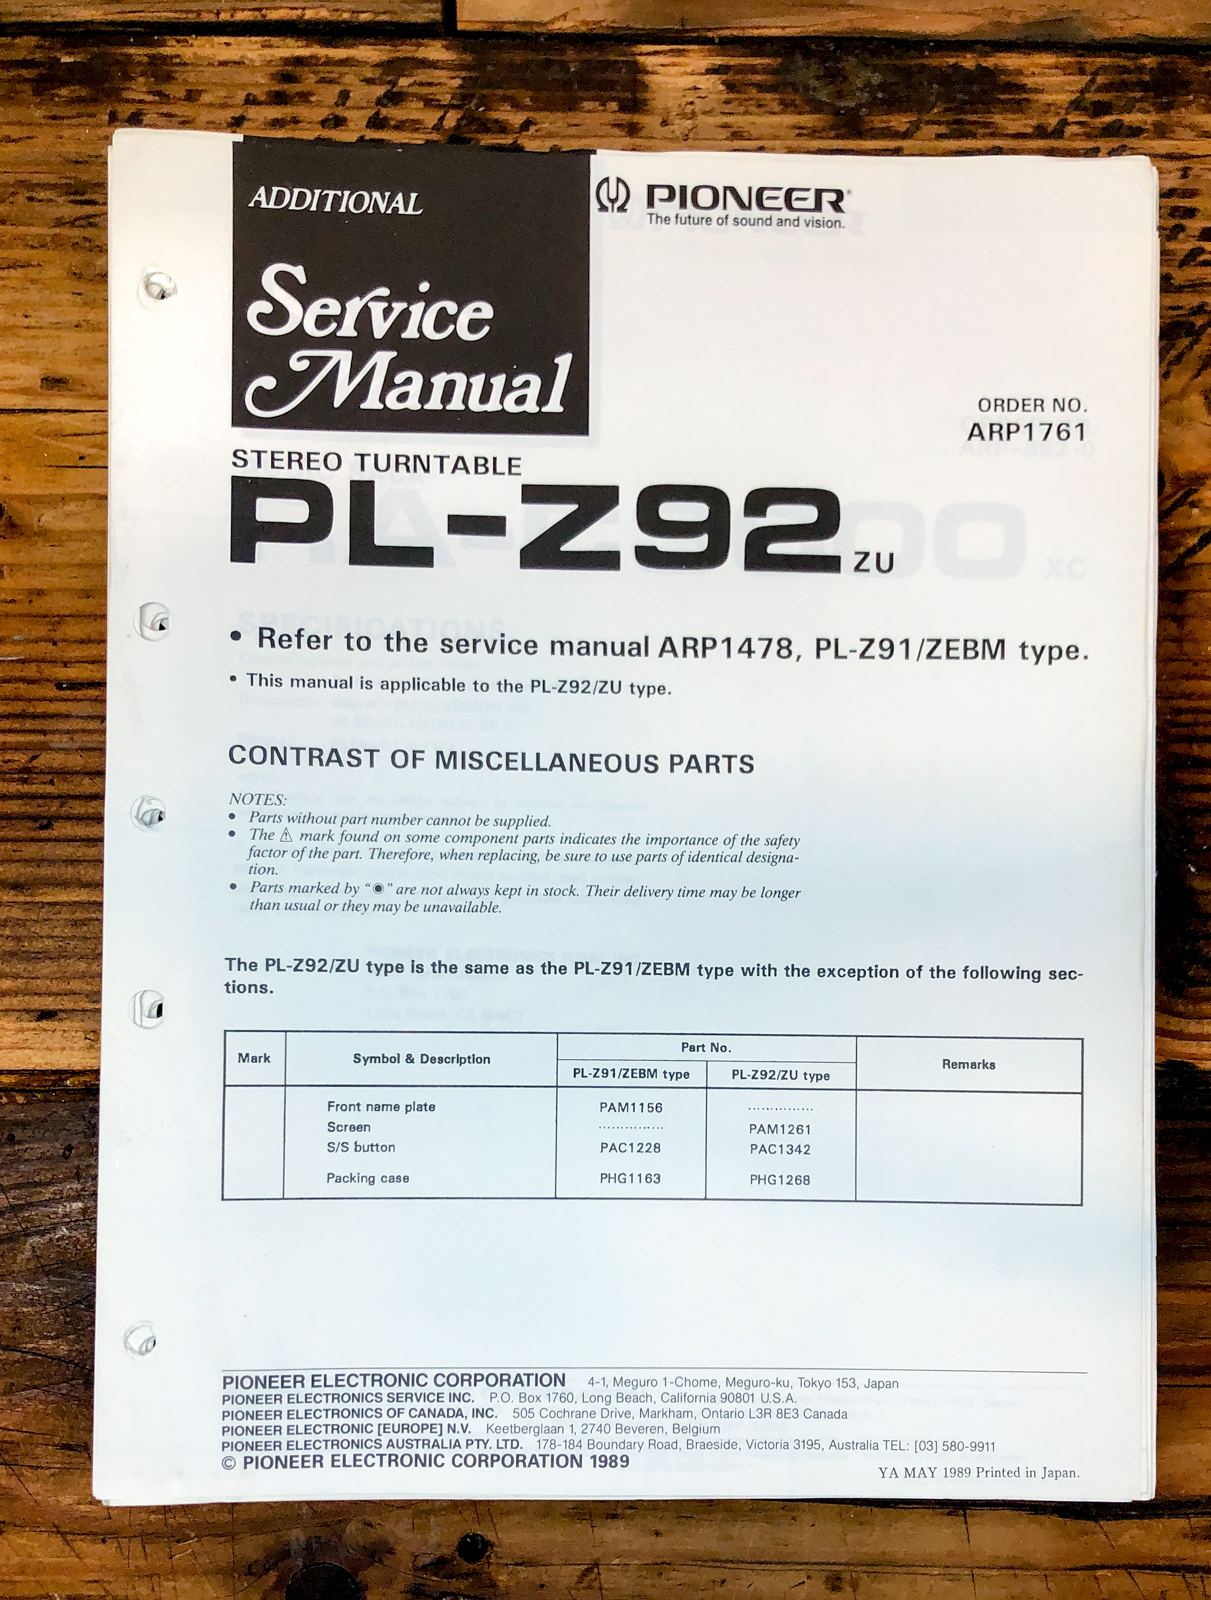 ADDITIONAL
Service
Manual
PIONEER®
The future of sound and vision.
ORDER NO.
ARP1761
STEREO TURNTABLE
PL-Z92 ZU
• Refer to the service manual ARP1478, PL-Z91/ZEBM type.
• This manual is applicable to the PL-Z92/ZU type.
CONTRAST OF MISCELLANEOUS PARTS
NOTES:
• Parts without part number cannot be supplied.
• The ⚠ mark found on some component parts indicates the importance of the safety
factor of the part. Therefore, when replacing, be sure to use parts of identical designa-
tion.
• Parts marked by “◉” are not always kept in stock. Their delivery time may be longer
than usual or they may be unavailable.
The PL-Z92/ZU type is the same as the PL-Z91/ZEBM type with the exception of the following sec-
tions.
Mark Symbol & Description Part No. Remarks
PL-Z91/ZEBM type PL-Z92/ZU type
Front name plate PAM1156 ...............
Screen ............... PAM1261
S/S button PAC1228 PAC1342
Packing case PHG1163 PHG1268
PIONEER ELECTRONIC CORPORATION 4-1, Meguro 1-Chome, Meguro-ku, Tokyo 153, Japan
PIONEER ELECTRONICS SERVICE INC. P.O. Box 1760, Long Beach, California 90801 U.S.A.
PIONEER ELECTRONICS OF CANADA, INC. 505 Cochrane Drive, Markham, Ontario L3R 8E3 Canada
PIONEER ELECTRONIC [EUROPE] N.V. Keetberglaan 1, 2740 Beveren, Belgium
PIONEER ELECTRONICS AUSTRALIA PTY. LTD. 178-184 Boundary Road, Braeside, Victoria 3195, Australia TEL: [03] 580-9911
© PIONEER ELECTRONIC CORPORATION 1989
YA MAY 1989 Printed in Japan.